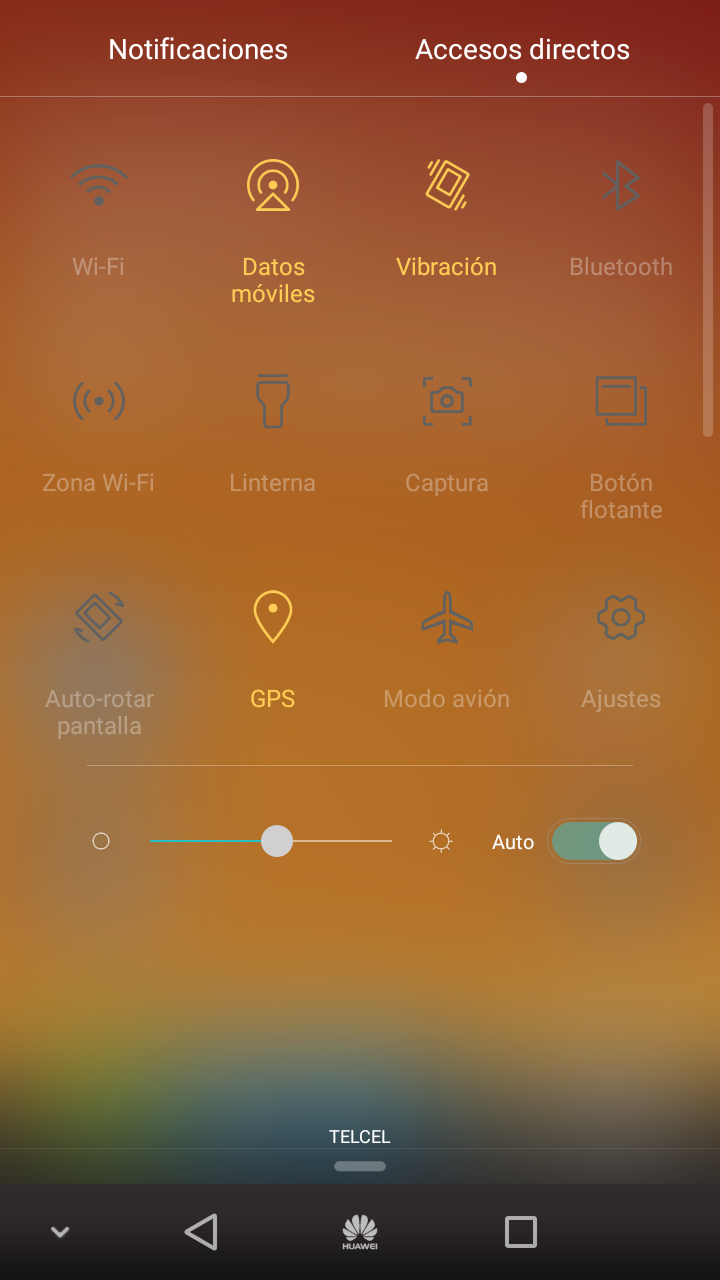 Notificaciones
Accesos directos
Wi-Fi
Datos
móviles
Vibración
Bluetooth
Zona Wi-Fi
Linterna
Captura
Botón
flotante
Auto-rotar
pantalla
GPS
Modo avión
Ajustes
Auto
TELCEL
HUAWEI